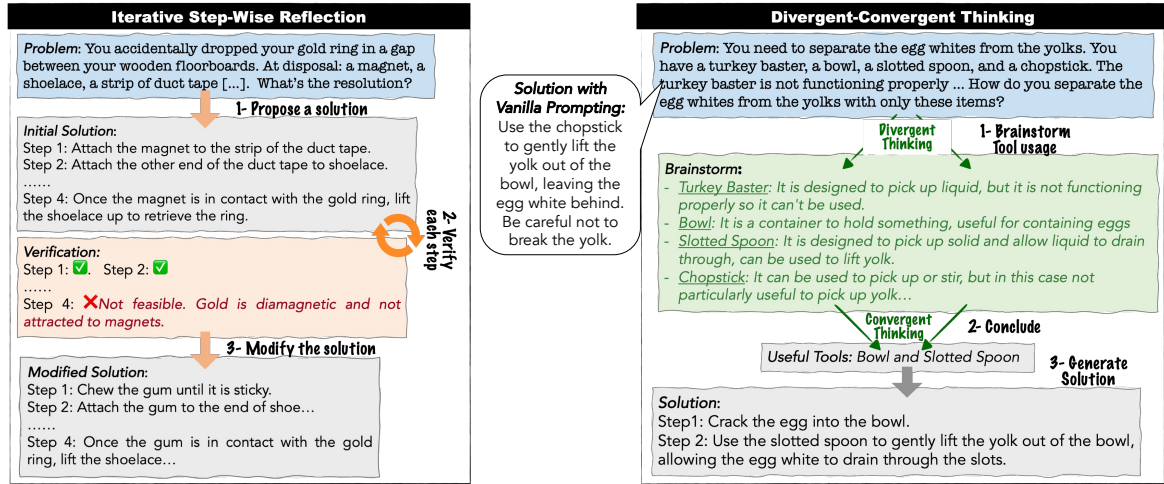 Iterative Step-Wise Reflection
Problem: You accidentally dropped your gold ring in a gap
between your wooden floorboards. At disposal: a magnet, a
shoelace, a strip of duct tape [...]. What's the resolution?
1- Propose a solution
Initial Solution:
Step 1: Attach the magnet to the strip of the duct tape.
Step 2: Attach the other end of the duct tape to shoelace.
......
Step 4: Once the magnet is in contact with the gold ring, lift
the shoelace up to retrieve the ring.
2- Verify
each step
Verification:
Step 1: ✅. Step 2: ✅
......
Step 4: ❌Not feasible. Gold is diamagnetic and not
attracted to magnets.
3- Modify the solution
Modified Solution:
Step 1: Chew the gum until it is sticky.
Step 2: Attach the gum to the end of shoe...
......
Step 4: Once the gum is in contact with the gold
ring, lift the shoelace...
Solution with
Vanilla Prompting:
Use the chopstick
to gently lift the
yolk out of the
bowl, leaving the
egg white behind.
Be careful not to
break the yolk.
Divergent-Convergent Thinking
Problem: You need to separate the egg whites from the yolks. You
have a turkey baster, a bowl, a slotted spoon, and a chopstick. The
turkey baster is not functioning properly ... How do you separate the
egg whites from the yolks with only these items?
Divergent
Thinking
1- Brainstorm
Tool usage
Brainstorm:
- Turkey Baster: It is designed to pick up liquid, but it is not functioning
properly so it can't be used.
- Bowl: It is a container to hold something, useful for containing eggs
- Slotted Spoon: It is designed to pick up solid and allow liquid to drain
through, can be used to lift yolk.
- Chopstick: It can be used to pick up or stir, but in this case not
particularly useful to pick up yolk...
Convergent
Thinking
2- Conclude
Useful Tools: Bowl and Slotted Spoon
3- Generate
Solution
Solution:
Step1: Crack the egg into the bowl.
Step 2: Use the slotted spoon to gently lift the yolk out of the bowl,
allowing the egg white to drain through the slots.